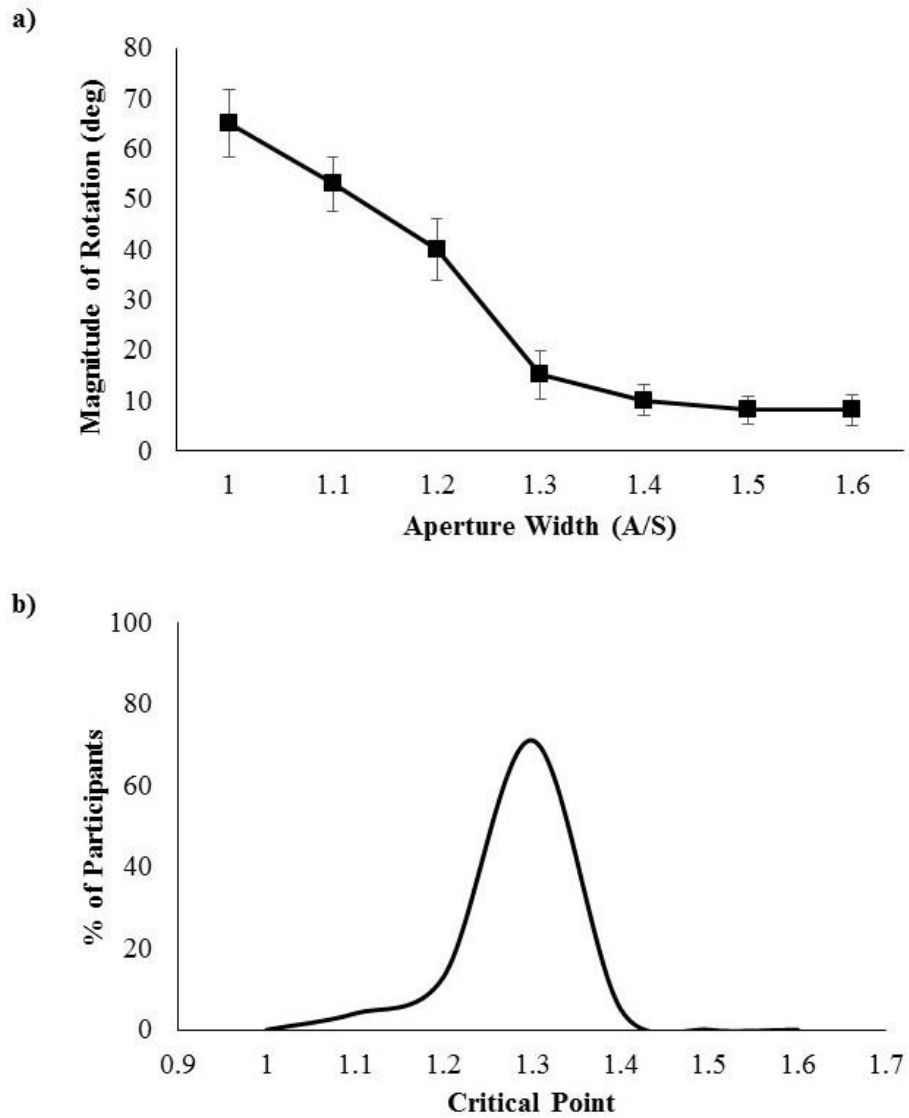 a)
80
70
60
50
40
30
20
10
0
Magnitude of Rotation (deg)
1 1.1 1.2 1.3 1.4 1.5 1.6
Aperture Width (A/S)
b)
100
80
60
40
20
0
% of Participants
0.9 1 1.1 1.2 1.3 1.4 1.5 1.6 1.7
Critical Point